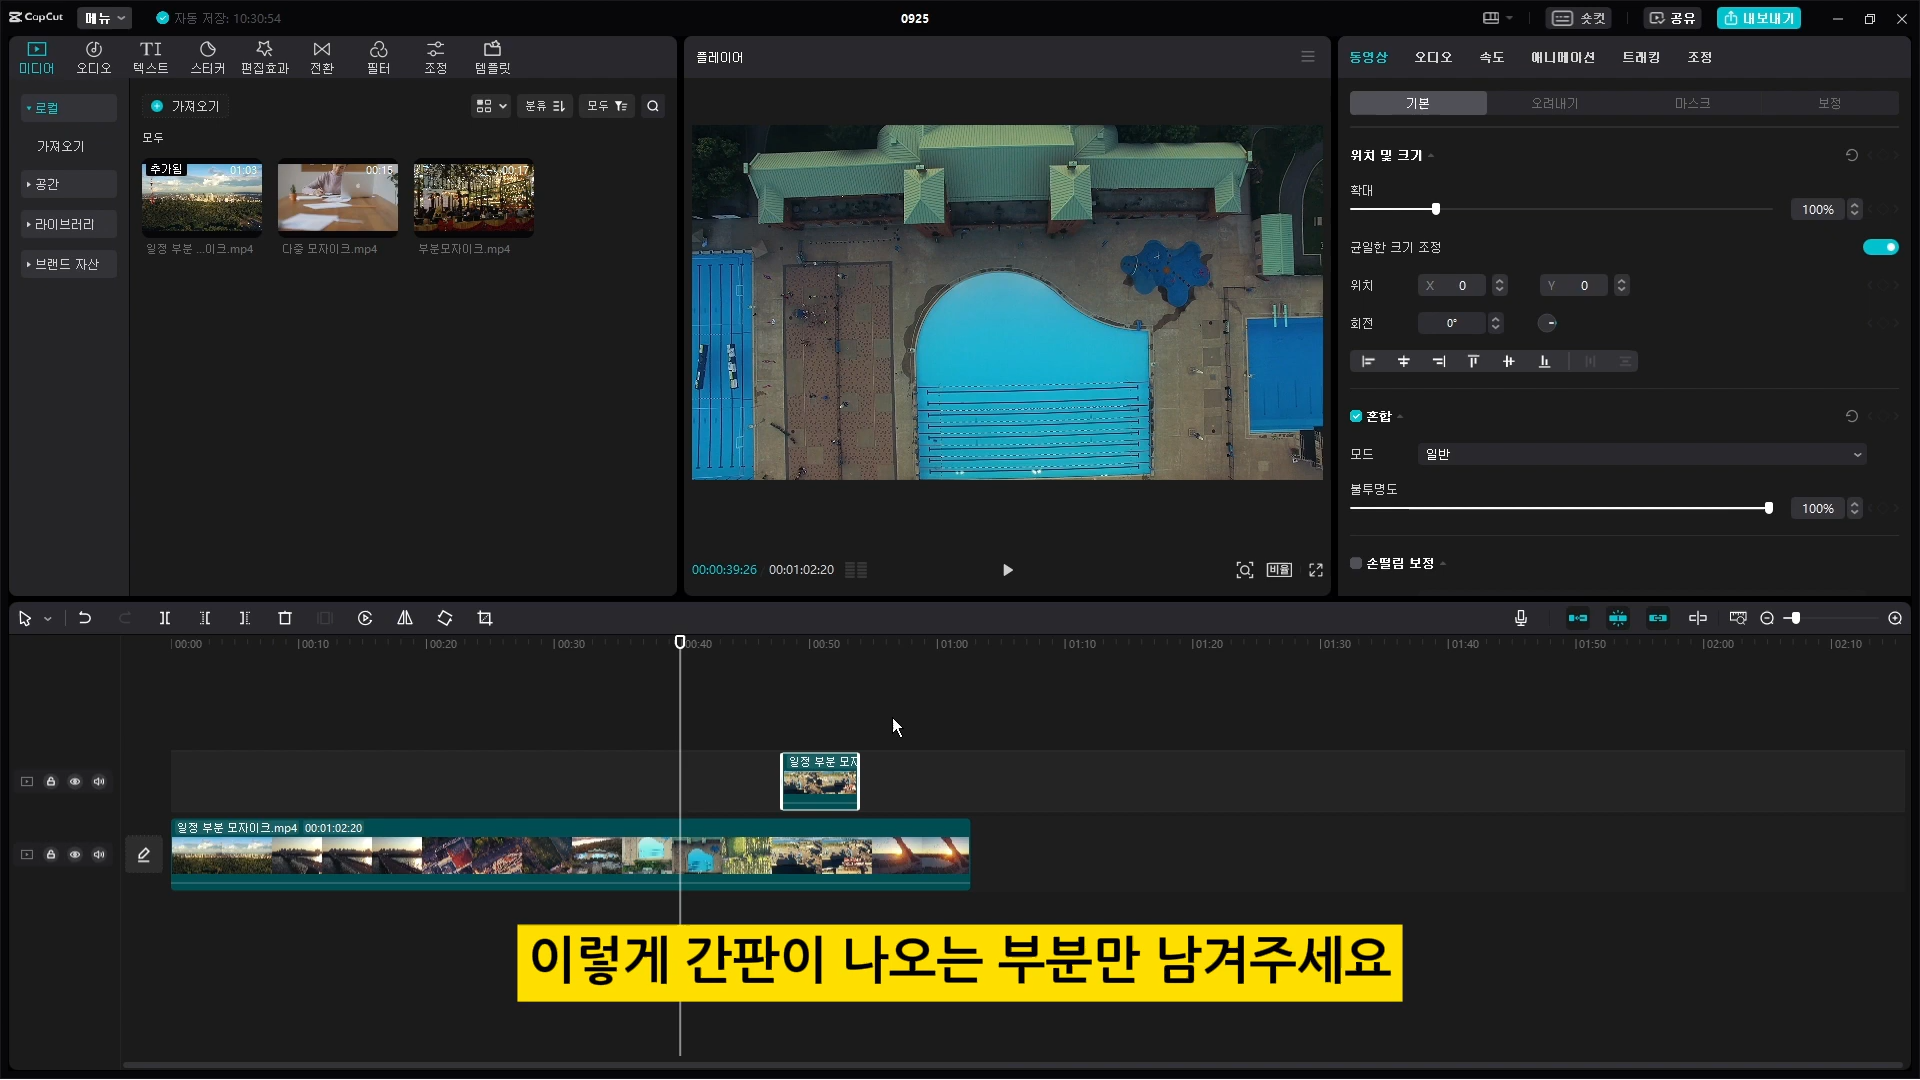 CapCut 메뉴 자동 저장: 10:30:54 0925 숏컷 공유 내보내기
미디어 오디오 텍스트 스티커 편집효과 전환 필터 조정 템플릿
로컬
가져오기
공간
라이브러리
브랜드 자산
가져오기 분류 모두
모두
추가됨 01:03 00:15 00:17
일정 부분 ...이크.mp4 다중 모자이크.mp4 부분모자이크.mp4
플레이어
00:00:39:26 00:01:02:20 비율
동영상 오디오 속도 애니메이션 트래킹 조정
기본 오려내기 마스크 보정
위치 및 크기
확대
100%
균일한 크기 조정
위치 X 0 Y 0
회전 0°
혼합
모드 일반
불투명도
100%
손떨림 보정
00:00 00:10 00:20 00:30 00:40 00:50 01:00 01:10 01:20 01:30 01:40 01:50 02:00 02:10
일정 부분 모자
일정 부분 모자이크.mp4 00:01:02:20
이렇게 간판이 나오는 부분만 남겨주세요